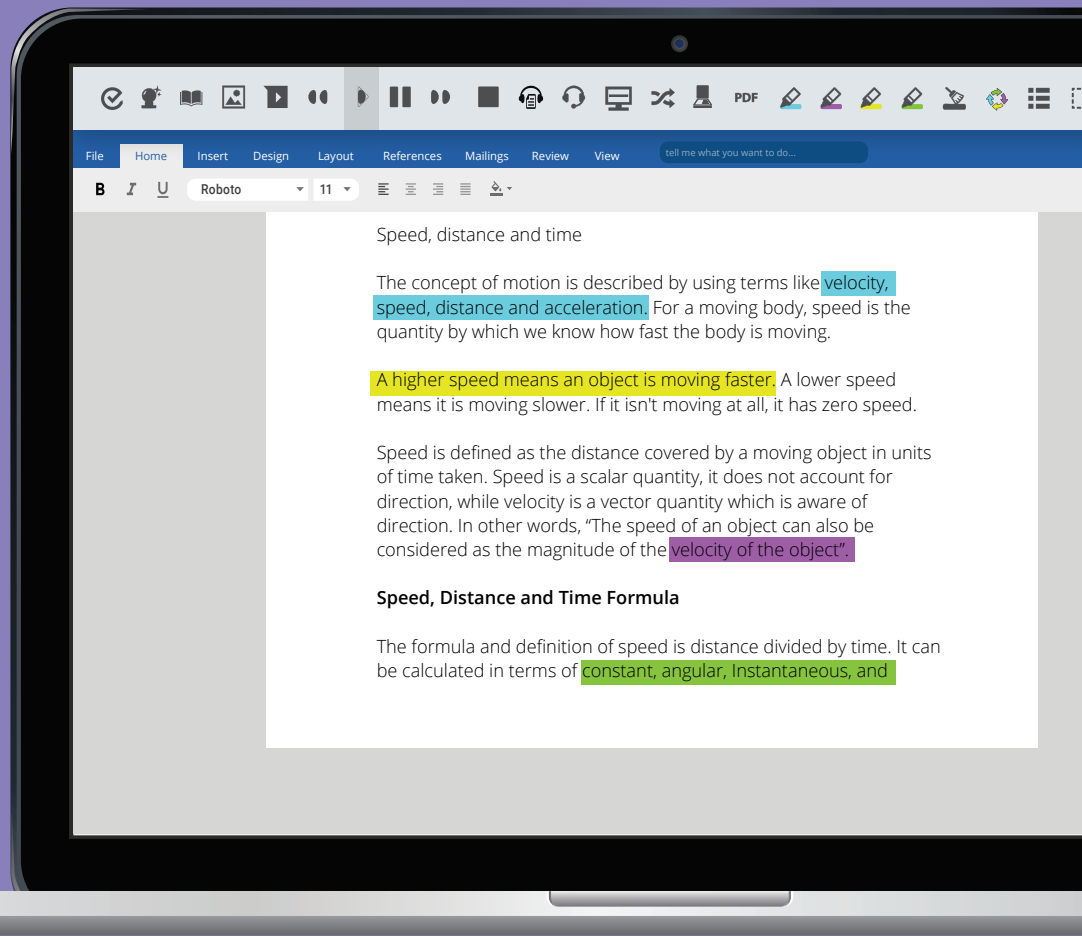 PDF
File Home Insert Design Layout References Mailings Review View tell me what you want to do...
B I U Roboto 11
Speed, distance and time
The concept of motion is described by using terms like velocity,
speed, distance and acceleration. For a moving body, speed is the
quantity by which we know how fast the body is moving.
A higher speed means an object is moving faster. A lower speed
means it is moving slower. If it isn't moving at all, it has zero speed.
Speed is defined as the distance covered by a moving object in units
of time taken. Speed is a scalar quantity, it does not account for
direction, while velocity is a vector quantity which is aware of
direction. In other words, “The speed of an object can also be
considered as the magnitude of the velocity of the object”.
Speed, Distance and Time Formula
The formula and definition of speed is distance divided by time. It can
be calculated in terms of constant, angular, Instantaneous, and